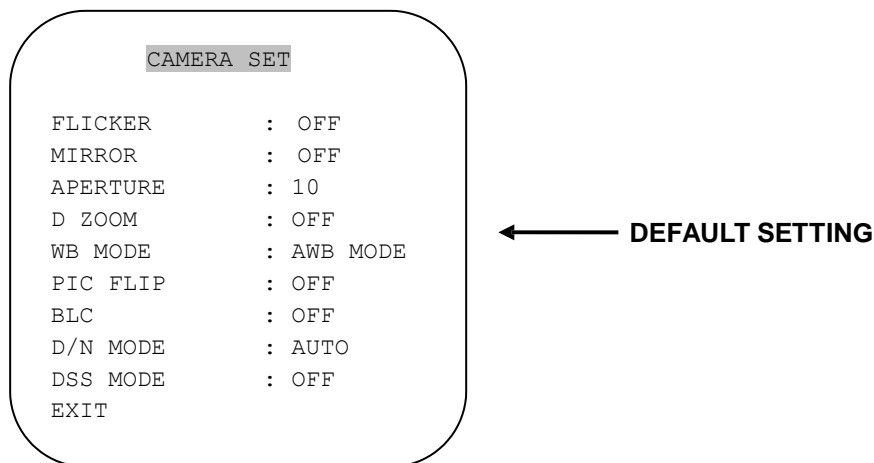 CAMERA SET
FLICKER : OFF
MIRROR : OFF
APERTURE : 10
D ZOOM : OFF
WB MODE : AWB MODE
PIC FLIP : OFF
BLC : OFF
D/N MODE : AUTO
DSS MODE : OFF
EXIT
DEFAULT SETTING